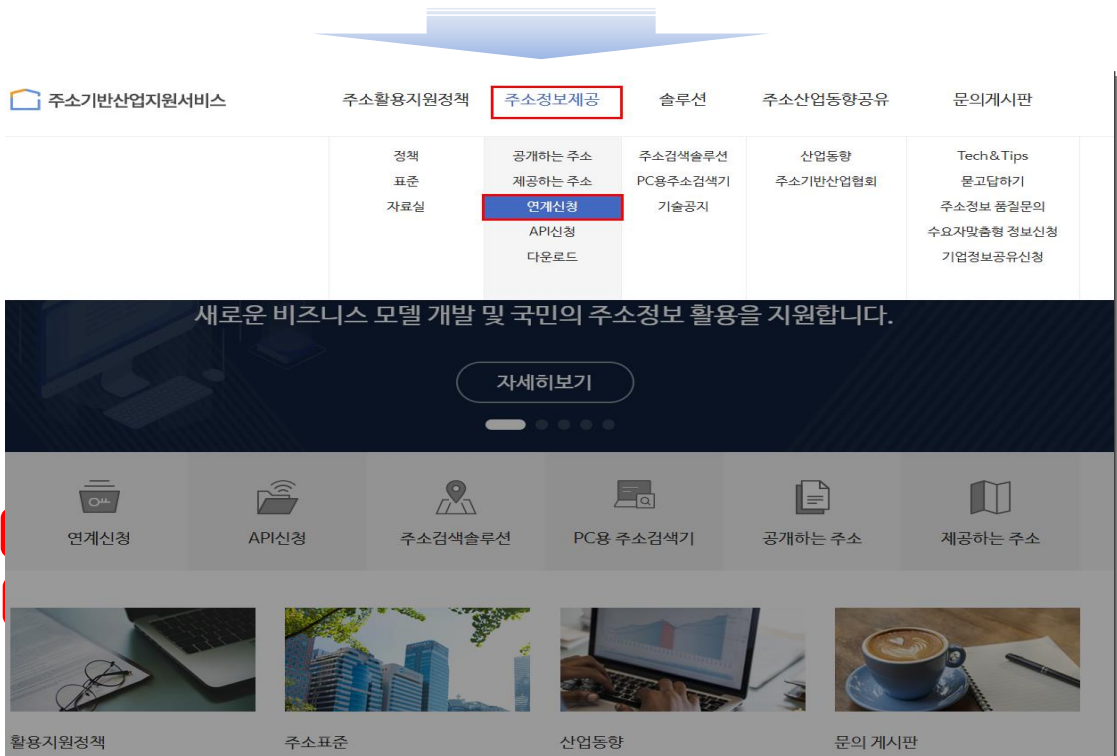 주소기반산업지원서비스
주소활용지원정책 주소정보제공 솔루션 주소산업동향공유 문의게시판
정책 공개하는 주소 주소검색솔루션 산업동향 Tech&Tips
표준 제공하는 주소 PC용주소검색기 주소기반산업협회 묻고답하기
자료실 연계신청 기술공지 주소정보 품질문의
API신청 수요자맞춤형 정보신청
다운로드 기업정보공유신청
새로운 비즈니스 모델 개발 및 국민의 주소정보 활용을 지원합니다.
자세히보기
연계신청 API신청 주소검색솔루션 PC용 주소검색기 공개하는 주소 제공하는 주소
활용지원정책 주소표준 산업동향 문의 게시판